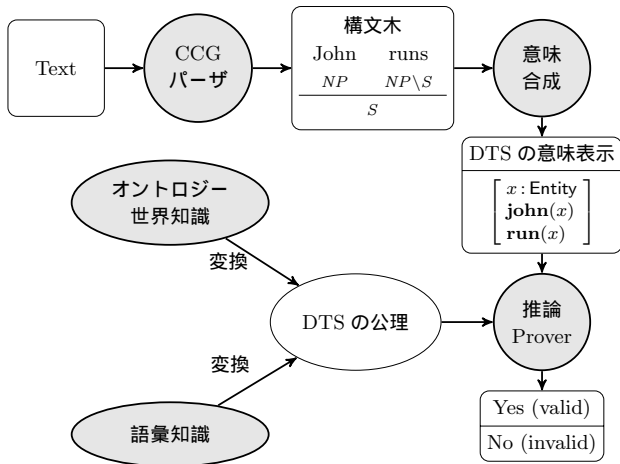 Text
CCG
パーザ
構文木
John runs
NP NP\S
S
意味
合成
DTS の意味表示
x : Entity
john(x)
run(x)
オントロジー
世界知識
変換
DTS の公理
推論
Prover
変換
語彙知識
Yes (valid)
No (invalid)